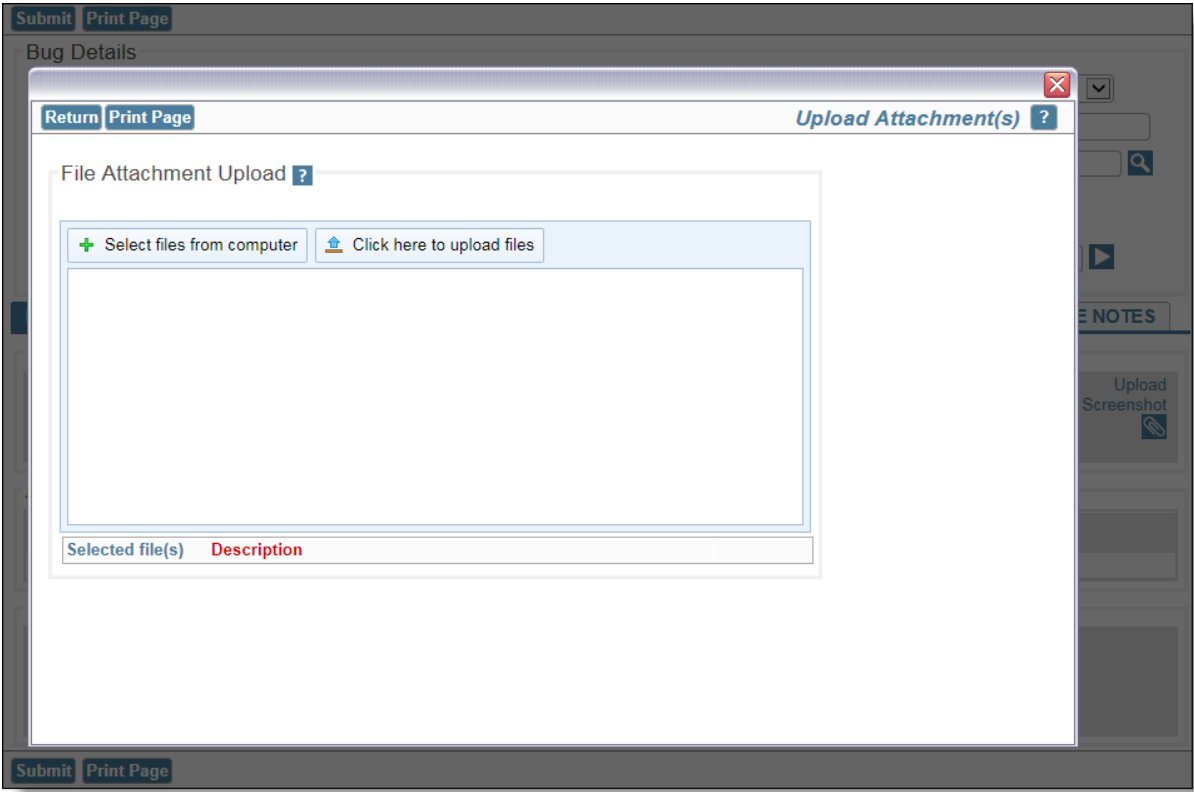 Submit Print Page
Bug Details
Return Print Page Upload Attachment(s) ?
File Attachment Upload ?
Select files from computer Click here to upload files
E NOTES
Upload
Screenshot
Selected file(s) Description
Submit Print Page